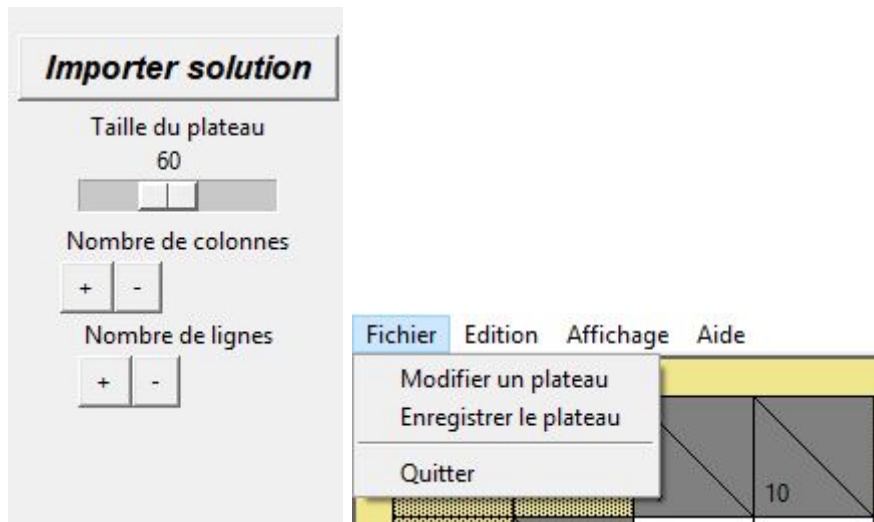 Importer solution
Taille du plateau
60
Nombre de colonnes
+ -
Nombre de lignes
+ -
Fichier Edition Affichage Aide
Modifier un plateau
Enregistrer le plateau
Quitter
10